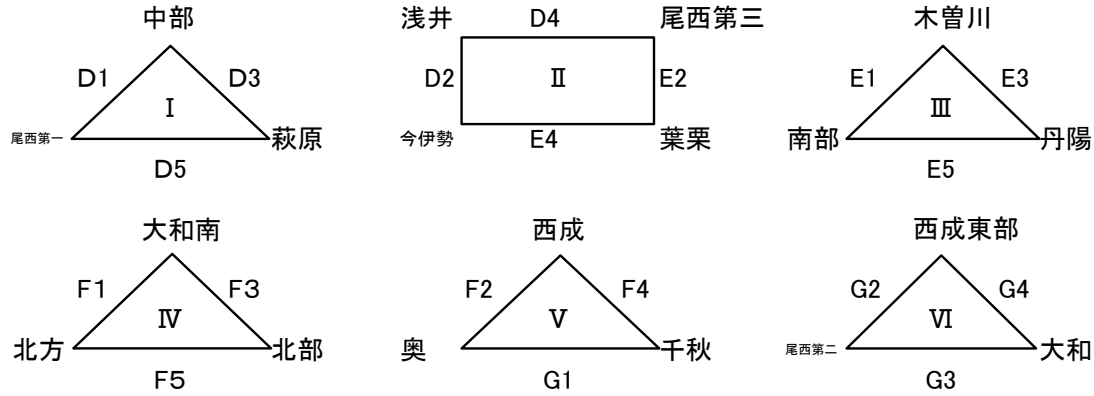 中部
D1 D3
Ⅰ
尾西第一 萩原
D5
浅井 D4 尾西第三
D2 Ⅱ E2
今伊勢 E4 葉栗
木曽川
E1 E3
Ⅲ
南部 丹陽
E5
大和南
F1 F3
Ⅳ
北方 北部
F5
西成
F2 F4
Ⅴ
奥 千秋
G1
西成東部
G2 G4
Ⅵ
尾西第二 大和
G3